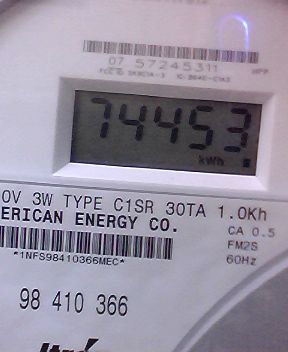 07 57245311
74453
kWh
0V 3W TYPE C1SR 30TA 1.0Kh
ERICAN ENERGY CO.
CA 0.5
FM2S
*1NFS98410366MEC*
60Hz
98 410 366